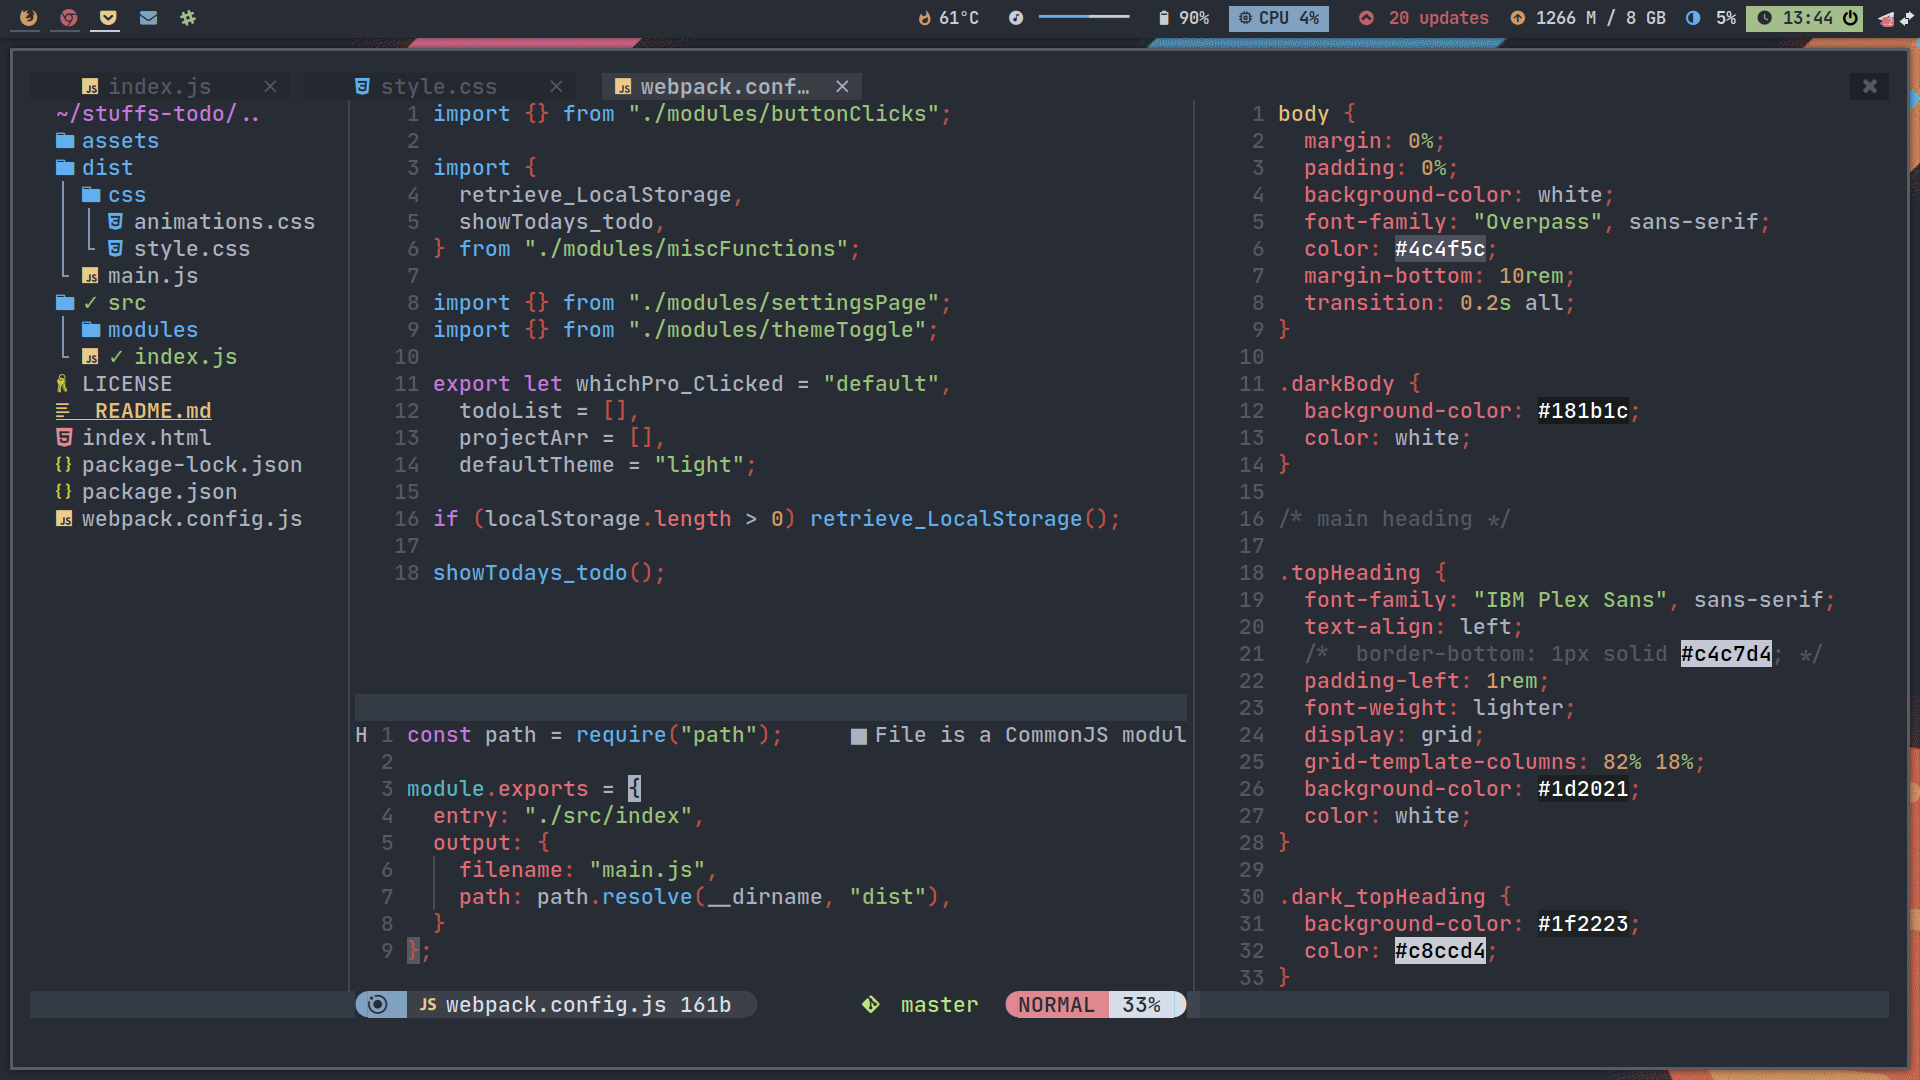 61°C
90%
CPU 4%
20 updates
1266 M / 8 GB
5%
13:44
JS index.js ×
style.css ×
JS webpack.conf… ×
~/stuffs-todo/..
assets
dist
css
animations.css
style.css
JS main.js
✓ src
modules
JS ✓ index.js
LICENSE
README.md
index.html
{} package-lock.json
{} package.json
JS webpack.config.js
1 import {} from "./modules/buttonClicks";
2
3 import {
4 retrieve_LocalStorage,
5 showTodays_todo,
6 } from "./modules/miscFunctions";
7
8 import {} from "./modules/settingsPage";
9 import {} from "./modules/themeToggle";
10
11 export let whichPro_Clicked = "default",
12 todoList = [],
13 projectArr = [],
14 defaultTheme = "light";
15
16 if (localStorage.length > 0) retrieve_LocalStorage();
17
18 showTodays_todo();
H 1 const path = require("path"); ■ File is a CommonJS modul
2
3 module.exports = {
4 entry: "./src/index",
5 output: {
6 filename: "main.js",
7 path: path.resolve(__dirname, "dist"),
8 }
9 };
JS webpack.config.js 161b
master
NORMAL 33%
1 body {
2 margin: 0%;
3 padding: 0%;
4 background-color: white;
5 font-family: "Overpass", sans-serif;
6 color: #4c4f5c;
7 margin-bottom: 10rem;
8 transition: 0.2s all;
9 }
10
11 .darkBody {
12 background-color: #181b1c;
13 color: white;
14 }
15
16 /* main heading */
17
18 .topHeading {
19 font-family: "IBM Plex Sans", sans-serif;
20 text-align: left;
21 /* border-bottom: 1px solid #c4c7d4; */
22 padding-left: 1rem;
23 font-weight: lighter;
24 display: grid;
25 grid-template-columns: 82% 18%;
26 background-color: #1d2021;
27 color: white;
28 }
29
30 .dark_topHeading {
31 background-color: #1f2223;
32 color: #c8ccd4;
33 }